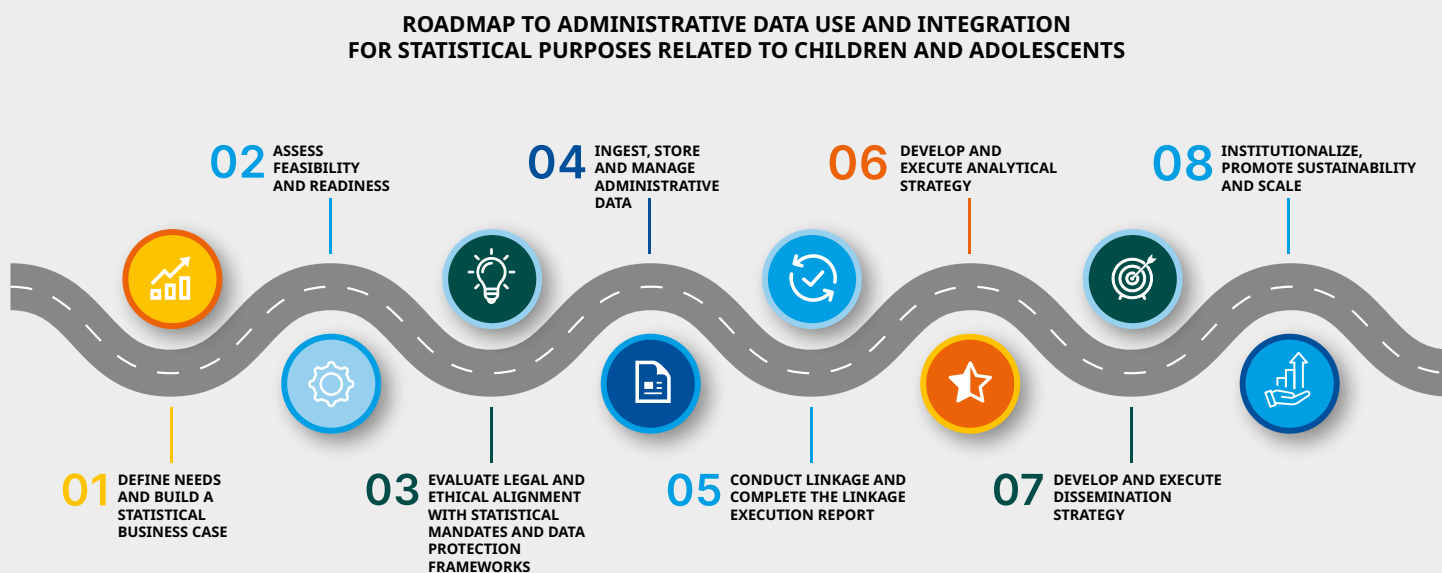 ROADMAP TO ADMINISTRATIVE DATA USE AND INTEGRATION
FOR STATISTICAL PURPOSES RELATED TO CHILDREN AND ADOLESCENTS
01
DEFINE NEEDS
AND BUILD A
STATISTICAL
BUSINESS CASE
02
ASSESS
FEASIBILITY
AND READINESS
03
EVALUATE LEGAL AND
ETHICAL ALIGNMENT
WITH STATISTICAL
MANDATES AND DATA
PROTECTION
FRAMEWORKS
04
INGEST, STORE
AND MANAGE
ADMINISTRATIVE
DATA
05
CONDUCT LINKAGE AND
COMPLETE THE LINKAGE
EXECUTION REPORT
06
DEVELOP AND
EXECUTE ANALYTICAL
STRATEGY
07
DEVELOP AND EXECUTE
DISSEMINATION
STRATEGY
08
INSTITUTIONALIZE,
PROMOTE SUSTAINABILITY
AND SCALE